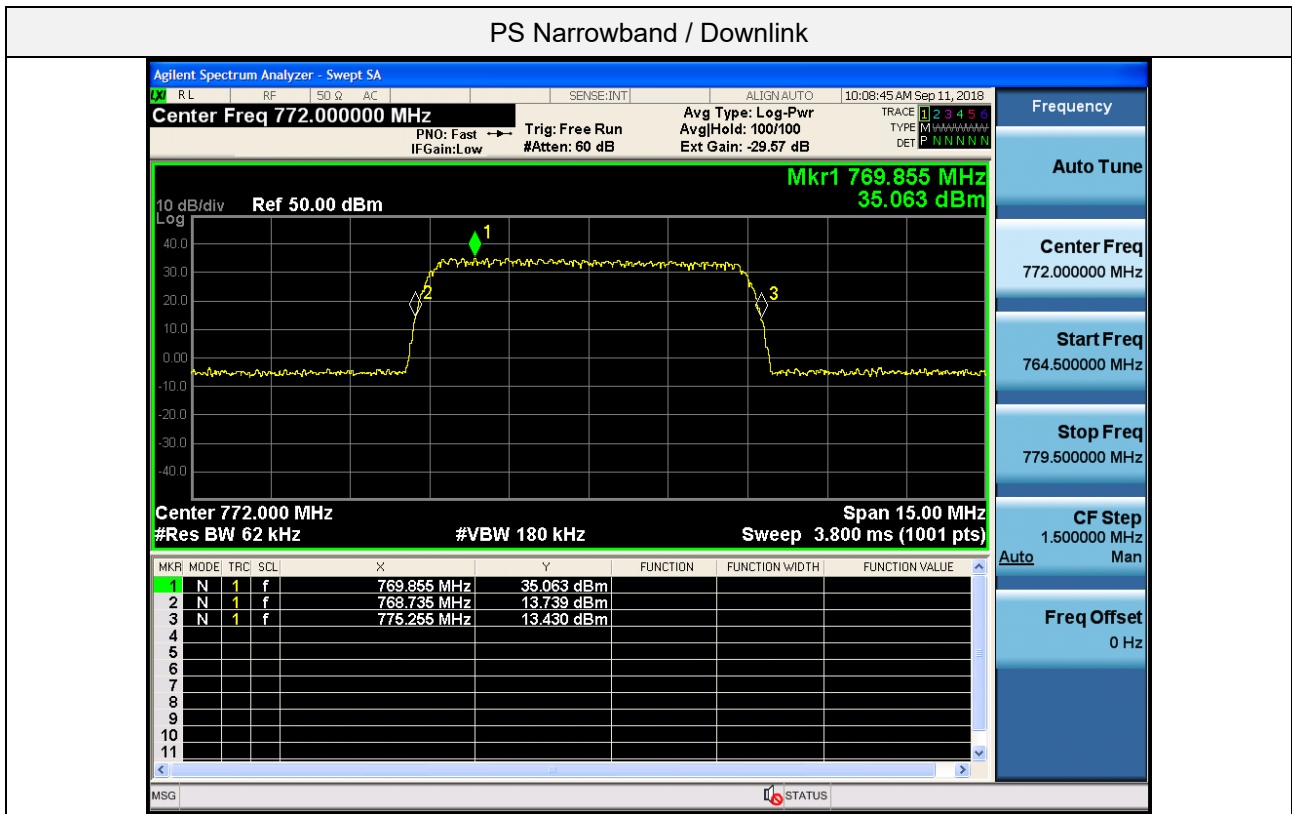 PS Narrowband / Downlink
Agilent Spectrum Analyzer - Swept SA
LXI RL RF 50 Ω AC SENSE:INT ALIGNAUTO 10:08:45 AM Sep 11, 2018
Center Freq 772.000000 MHz
PNO: Fast
IFGain:Low
Trig: Free Run
#Atten: 60 dB
Avg Type: Log-Pwr
Avg|Hold: 100/100
Ext Gain: -29.57 dB
TRACE 1 2 3 4 5 6
TYPE M WWWWW
DET P N N N N N
Mkr1 769.855 MHz
35.063 dBm
10 dB/div Ref 50.00 dBm
Log
40.0
30.0
20.0
10.0
0.00
-10.0
-20.0
-30.0
-40.0
1
2
3
Center 772.000 MHz Span 15.00 MHz
#Res BW 62 kHz #VBW 180 kHz Sweep 3.800 ms (1001 pts)
MKR MODE TRC SCL X Y FUNCTION FUNCTION WIDTH FUNCTION VALUE
1 N 1 f 769.855 MHz 35.063 dBm
2 N 1 f 768.735 MHz 13.739 dBm
3 N 1 f 775.255 MHz 13.430 dBm
4
5
6
7
8
9
10
11
MSG STATUS
Frequency
Auto Tune
Center Freq
772.000000 MHz
Start Freq
764.500000 MHz
Stop Freq
779.500000 MHz
CF Step
1.500000 MHz
Auto Man
Freq Offset
0 Hz